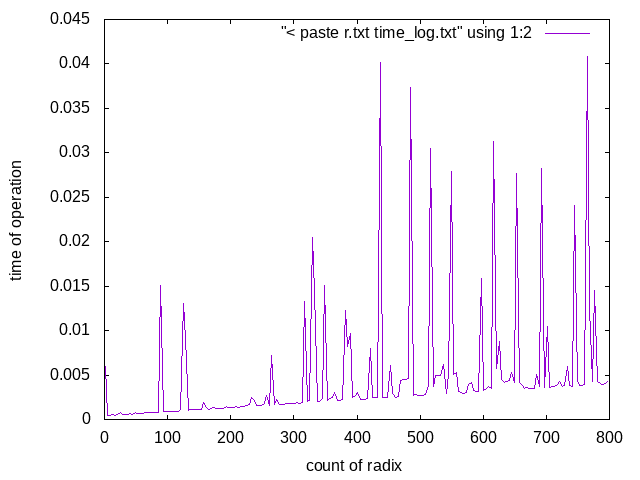 0.045
"< paste r.txt time_log.txt" using 1:2
0.04
0.035
0.03
0.025
0.02
0.015
0.01
0.005
0
time of operation
0 100 200 300 400 500 600 700 800
count of radix